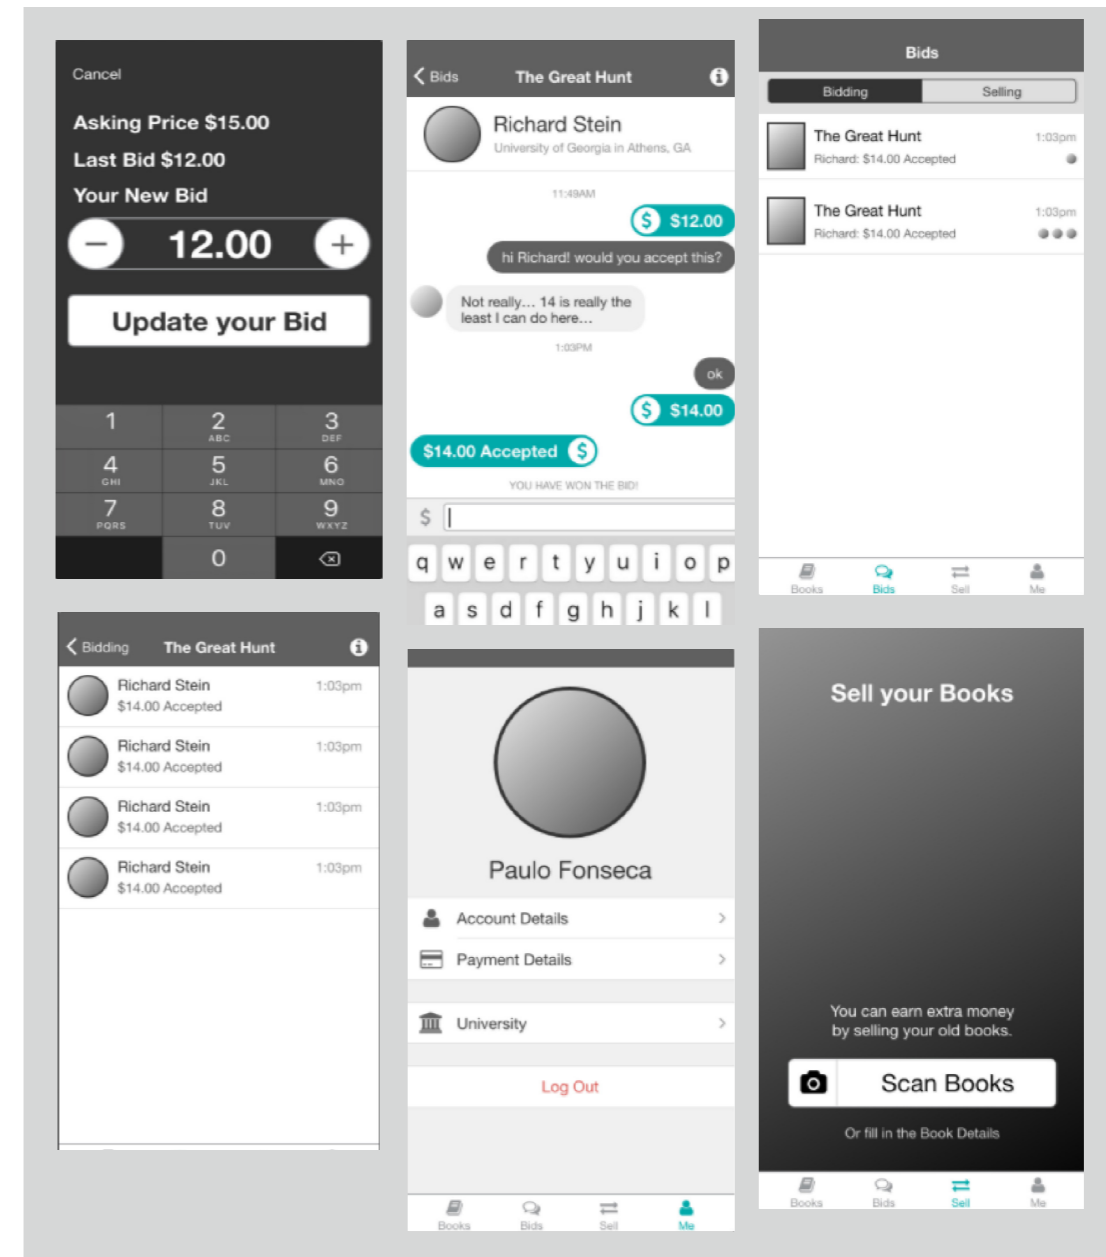 Cancel
Asking Price $15.00
Last Bid $12.00
Your New Bid
12.00
Update your Bid
1 2 3
ABC DEF
4 5 6
GHI JKL MNO
7 8 9
PQRS TUV WXYZ
0
Bids The Great Hunt
Richard Stein
University of Georgia in Athens, GA
11:49AM
$ $12.00
hi Richard! would you accept this?
Not really... 14 is really the
least I can do here...
1:03PM
ok
$ $14.00
$14.00 Accepted $
YOU HAVE WON THE BID!
$
q w e r t y u i o p
a s d f g h j k l
Bids
Bidding Selling
The Great Hunt 1:03pm
Richard: $14.00 Accepted
The Great Hunt 1:03pm
Richard: $14.00 Accepted
Books Bids Sell Me
Bidding The Great Hunt
Richard Stein 1:03pm
$14.00 Accepted
Richard Stein 1:03pm
$14.00 Accepted
Richard Stein 1:03pm
$14.00 Accepted
Richard Stein 1:03pm
$14.00 Accepted
Paulo Fonseca
Account Details
Payment Details
University
Log Out
Books Bids Sell Me
Sell your Books
You can earn extra money
by selling your old books.
Scan Books
Or fill in the Book Details
Books Bids Sell Me